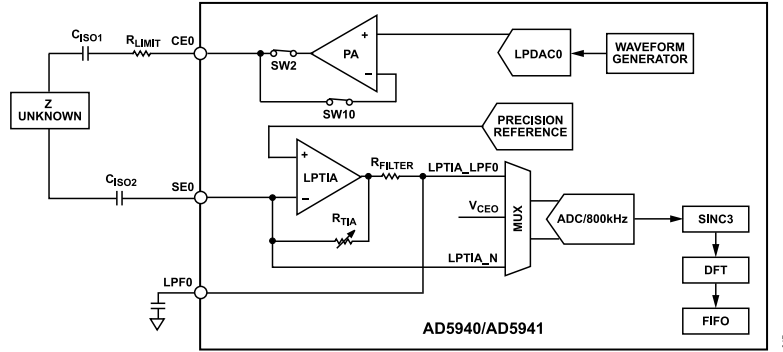 CISO1
RLIMIT
CE0
SW2
PA
+
−
SW10
LPDAC0
WAVEFORM
GENERATOR
Z
UNKNOWN
PRECISION
REFERENCE
CISO2
SE0
+
LPTIA
−
RFILTER
LPTIA_LPF0
RTIA
VCEO
MUX
ADC/800kHz
SINC3
LPTIA_N
DFT
LPF0
FIFO
AD5940/AD5941